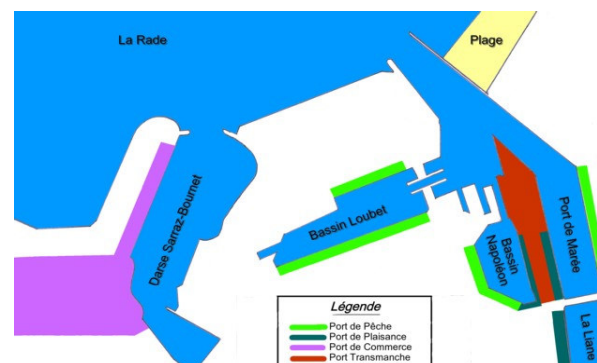 La Rade
Plage
Darse Sarraz-Bournet
Bassin Loubet
Bassin
Napoléon
Port de Marée
La Liane
Légende
Port de Pêche
Port de Plaisance
Port de Commerce
Port Transmanche